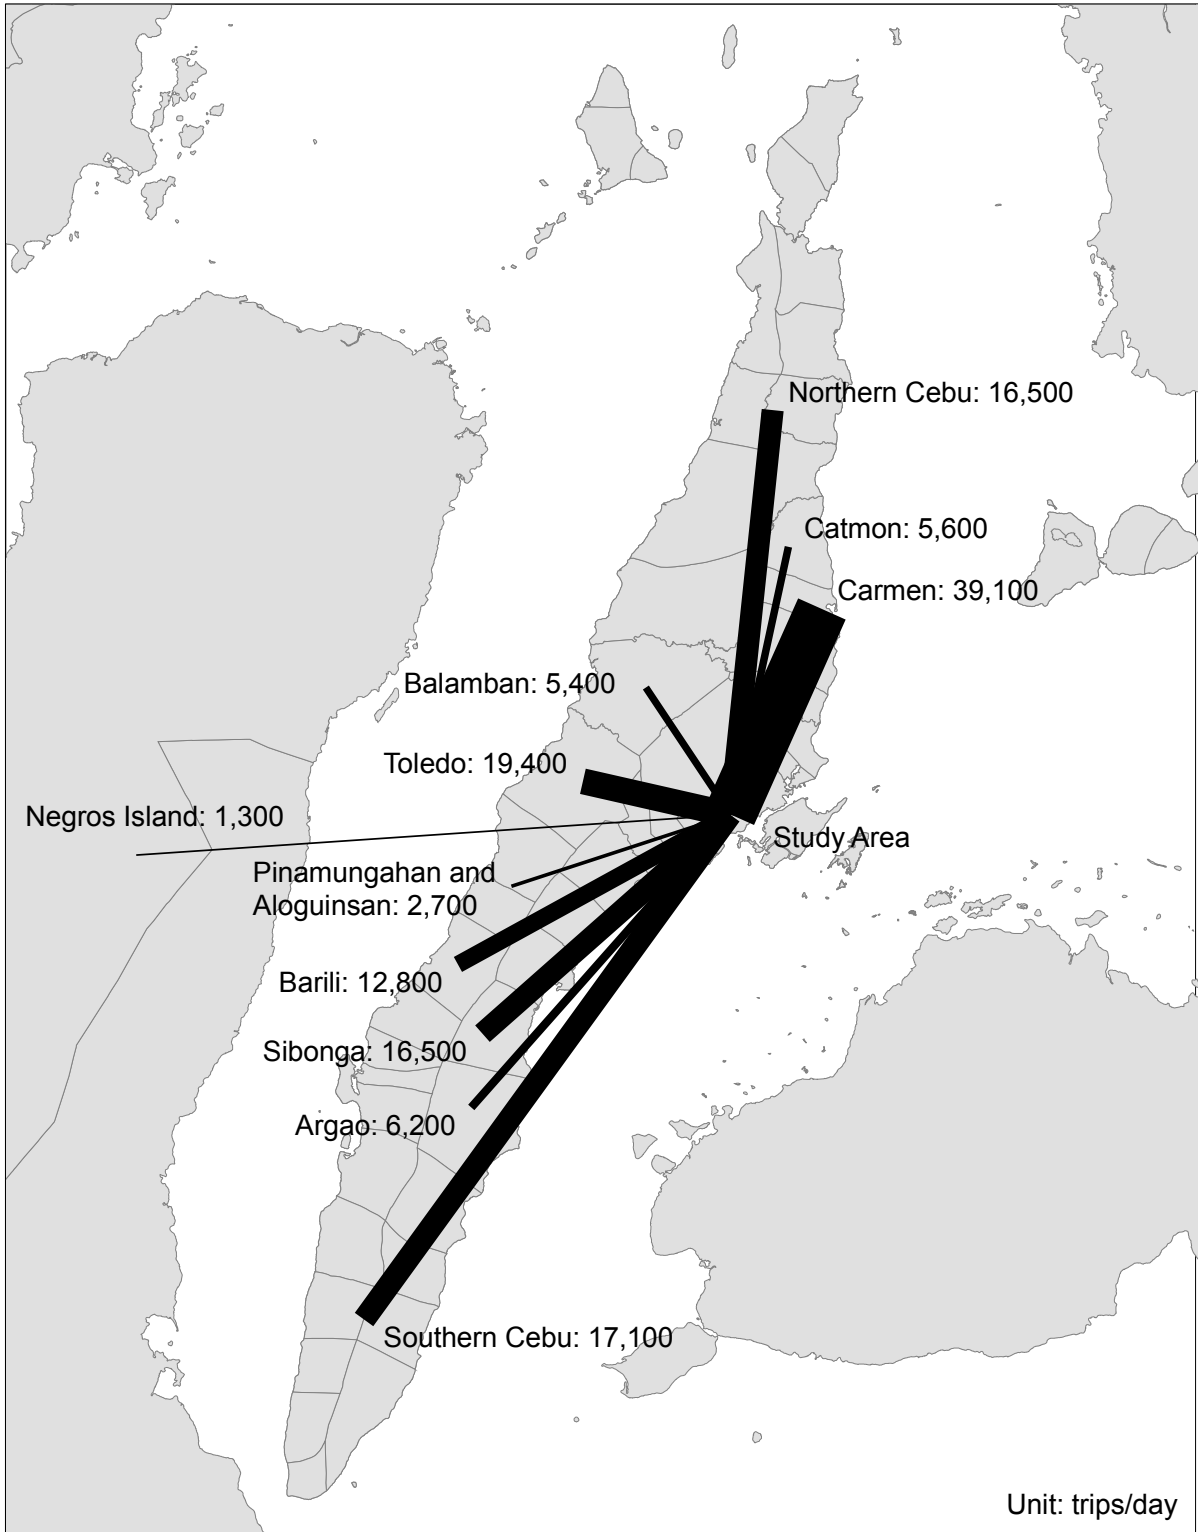 Northern Cebu: 16,500
Catmon: 5,600
Carmen: 39,100
Balamban: 5,400
Toledo: 19,400
Negros Island: 1,300
Study Area
Pinamungahan and
Aloguinsan: 2,700
Barili: 12,800
Sibonga: 16,500
Argao: 6,200
Southern Cebu: 17,100
Unit: trips/day